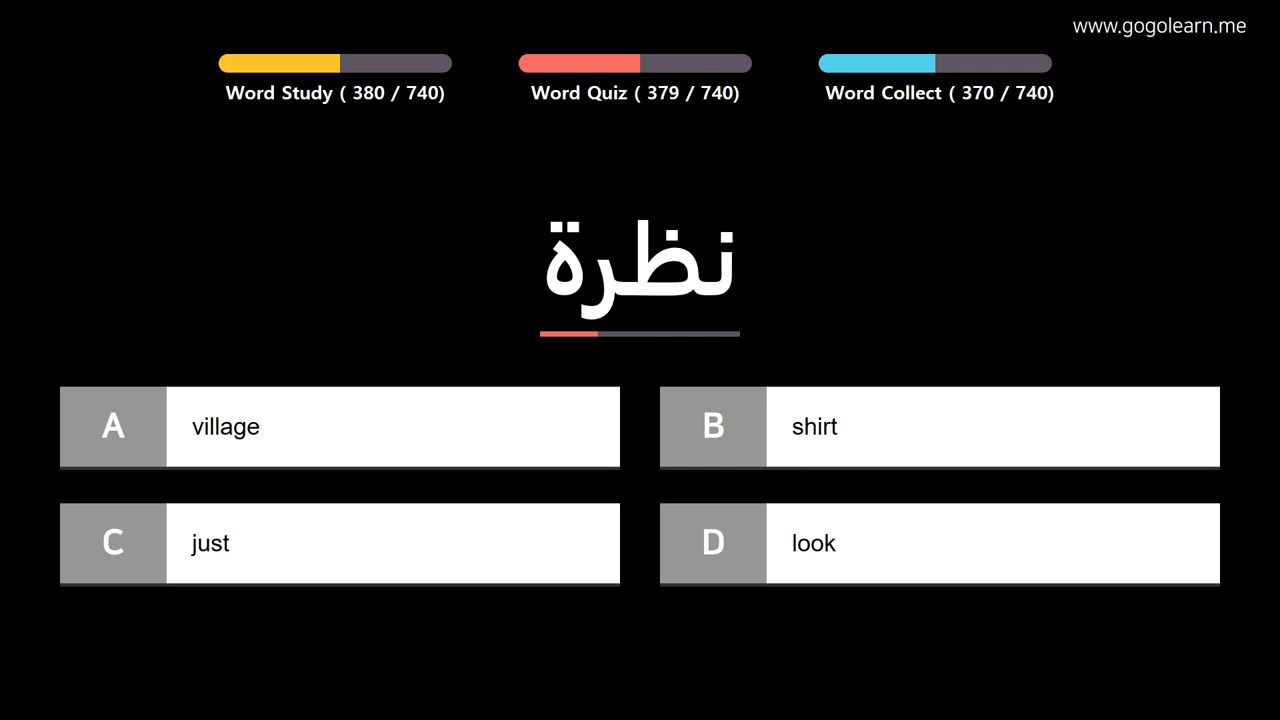 www.gogolearn.me
Word Study ( 380 / 740)
Word Quiz ( 379 / 740)
Word Collect ( 370 / 740)
نظرة
A village
B shirt
C just
D look